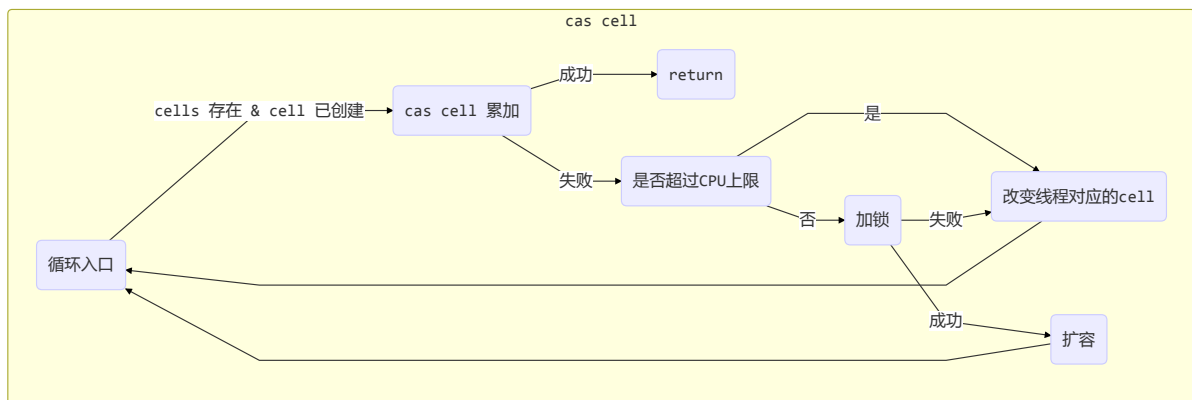 cas cell
成功
return
cells 存在 & cell 已创建
cas cell 累加
是
失败
是否超过CPU上限
改变线程对应的cell
否
加锁
失败
循环入口
成功
扩容